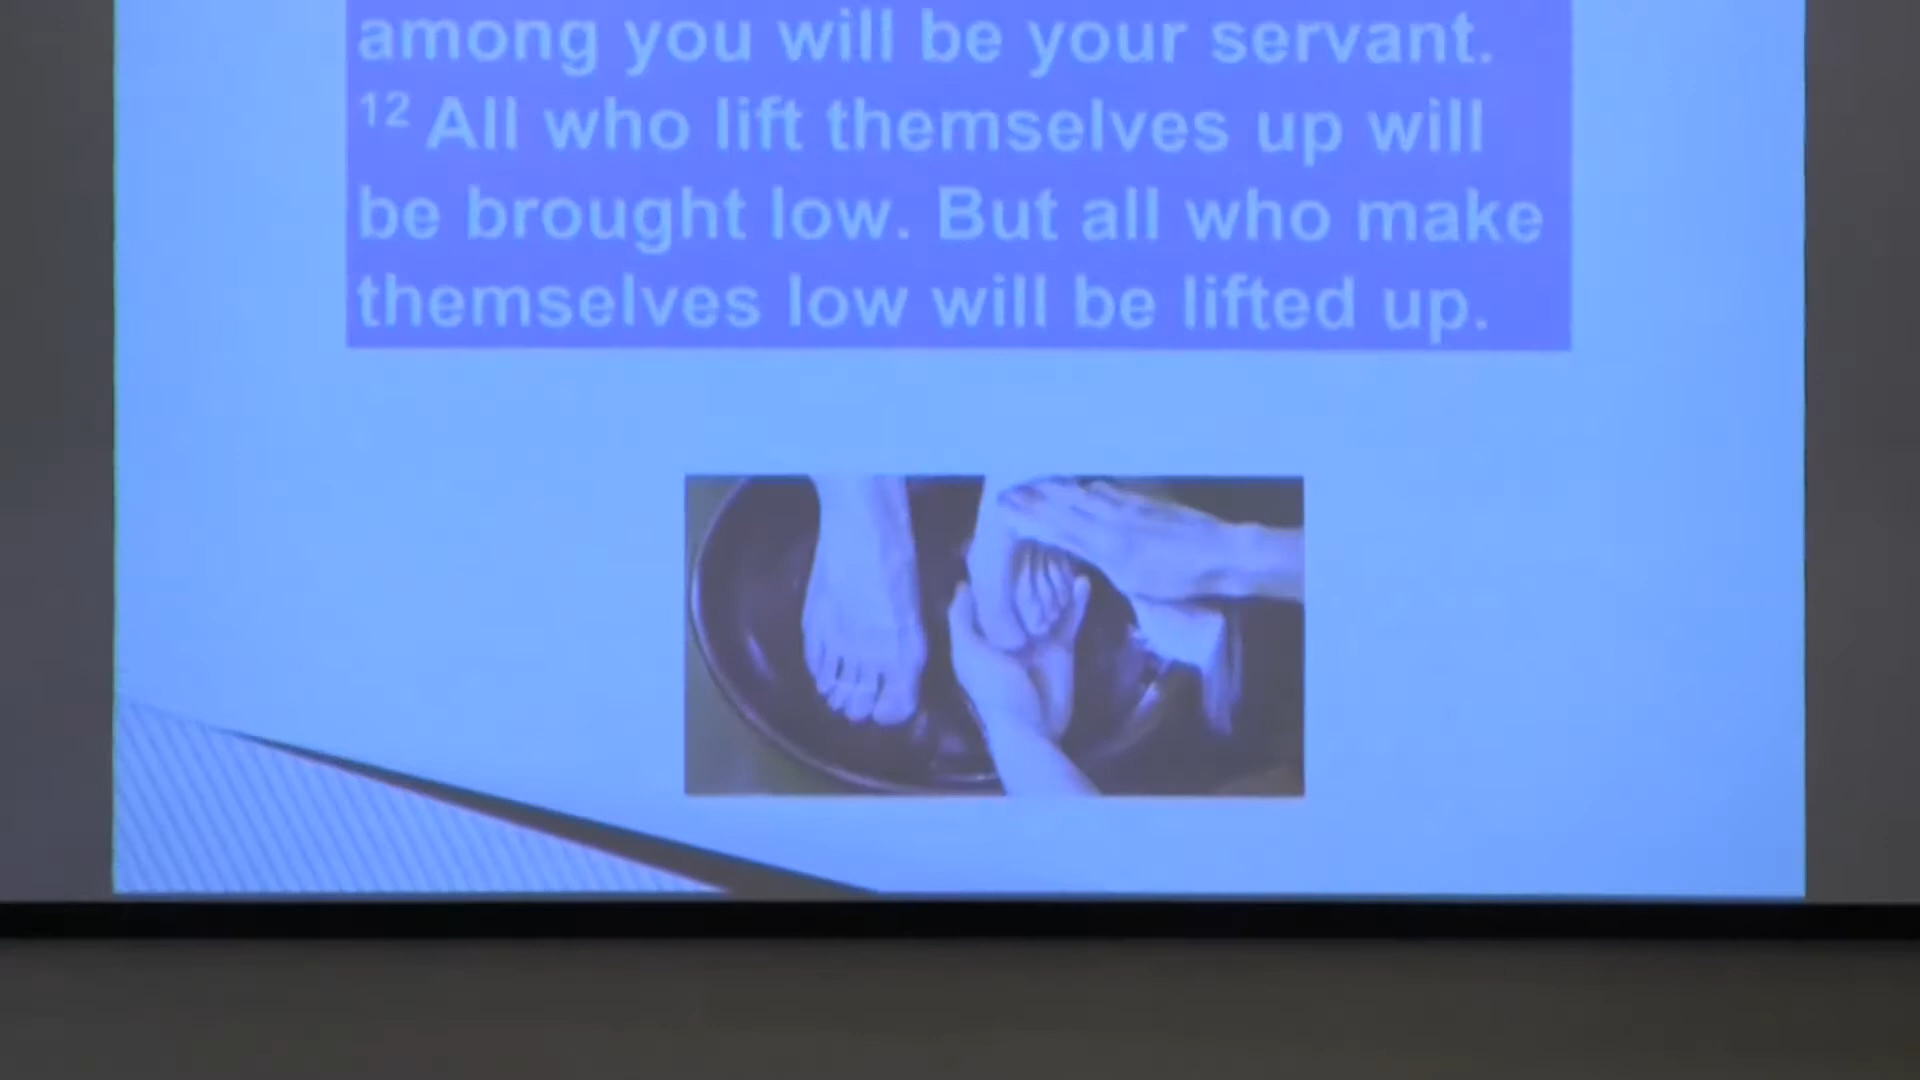 among you will be your servant.
12 All who lift themselves up will
be brought low. But all who make
themselves low will be lifted up.